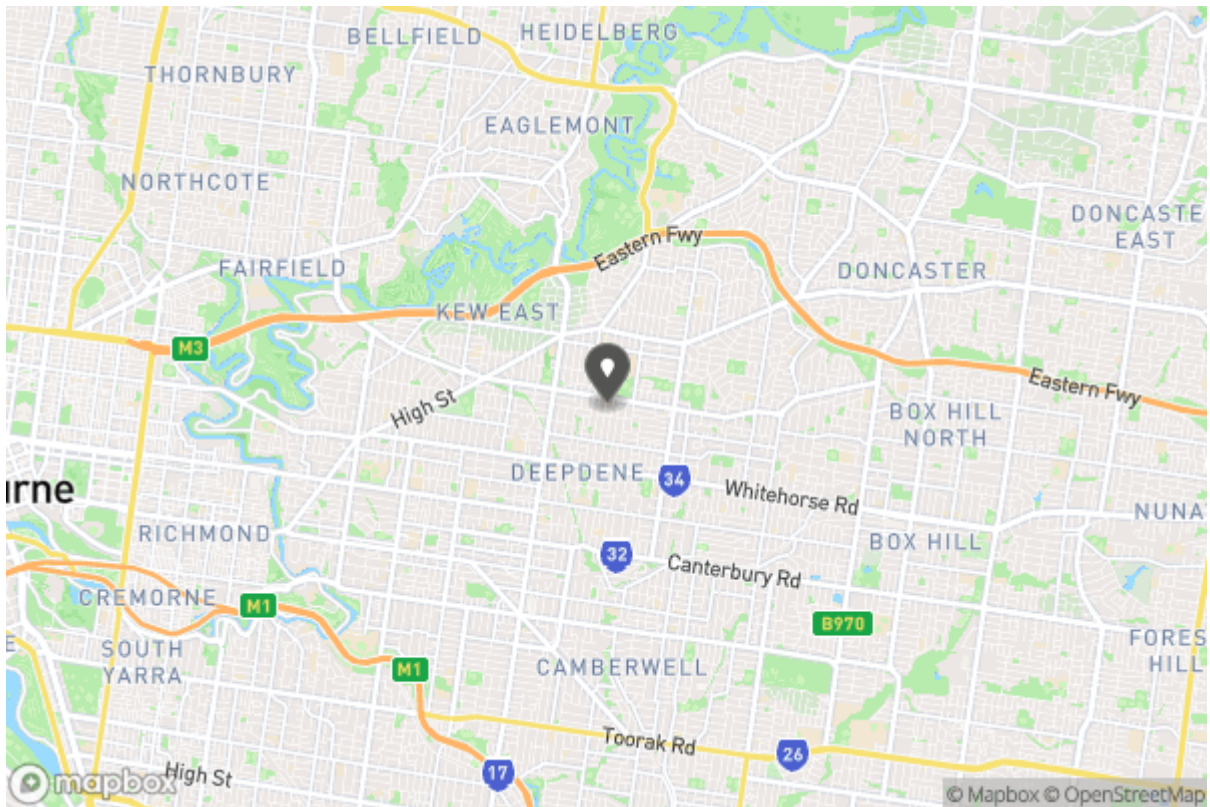 HEIDELBERG
BELLFIELD
THORNBURY
EAGLEMONT
NORTHCOTE
DONCASTE
EAST
Eastern Fwy
FAIRFIELD
DONCASTER
KEW EAST
M3
Eastern Fwy
High St
BOX HILL
NORTH
DEEPDENE
34
Whitehorse Rd
urne
NUNA
RICHMOND
BOX HILL
32
Canterbury Rd
CREMORNE
M1
B970
SOUTH
YARRA
E
FORES
HILL
M1
CAMBERWELL
Toorak Rd
26
High St
17
mapbox
© Mapbox © OpenStreetMap